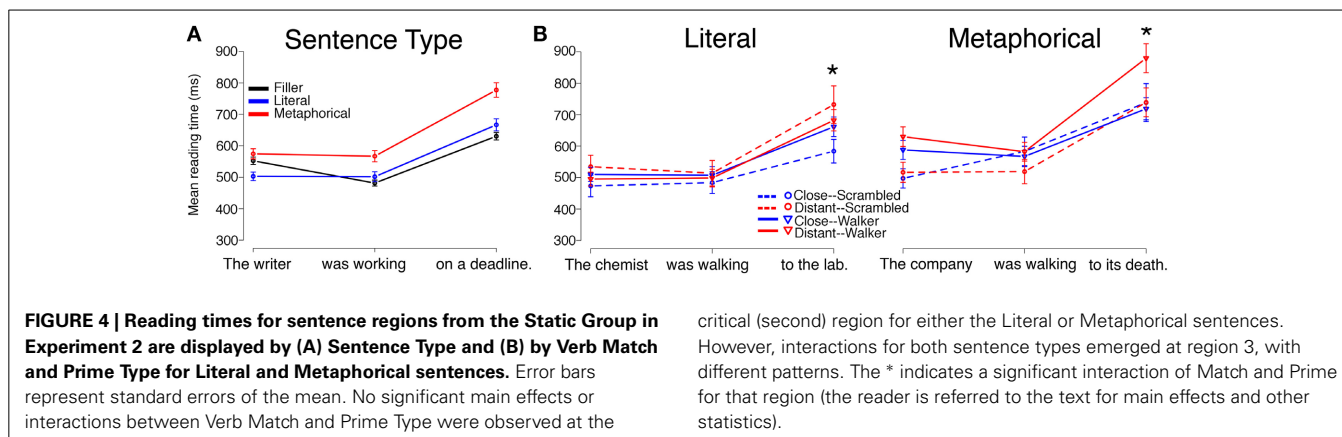 A Sentence Type
B Literal
Metaphorical
Mean reading time (ms)
900
800
700
600
500
400
300
Filler
Literal
Metaphorical
The writer was working on a deadline.
900
800
700
600
500
400
300
*
Close--Scrambled
Distant--Scrambled
Close--Walker
Distant--Walker
The chemist was walking to the lab.
*
The company was walking to its death.
FIGURE 4 | Reading times for sentence regions from the Static Group in
Experiment 2 are displayed by (A) Sentence Type and (B) by Verb Match
and Prime Type for Literal and Metaphorical sentences. Error bars
represent standard errors of the mean. No significant main effects or
interactions between Verb Match and Prime Type were observed at the
critical (second) region for either the Literal or Metaphorical sentences.
However, interactions for both sentence types emerged at region 3, with
different patterns. The * indicates a significant interaction of Match and Prime
for that region (the reader is referred to the text for main effects and other
statistics).